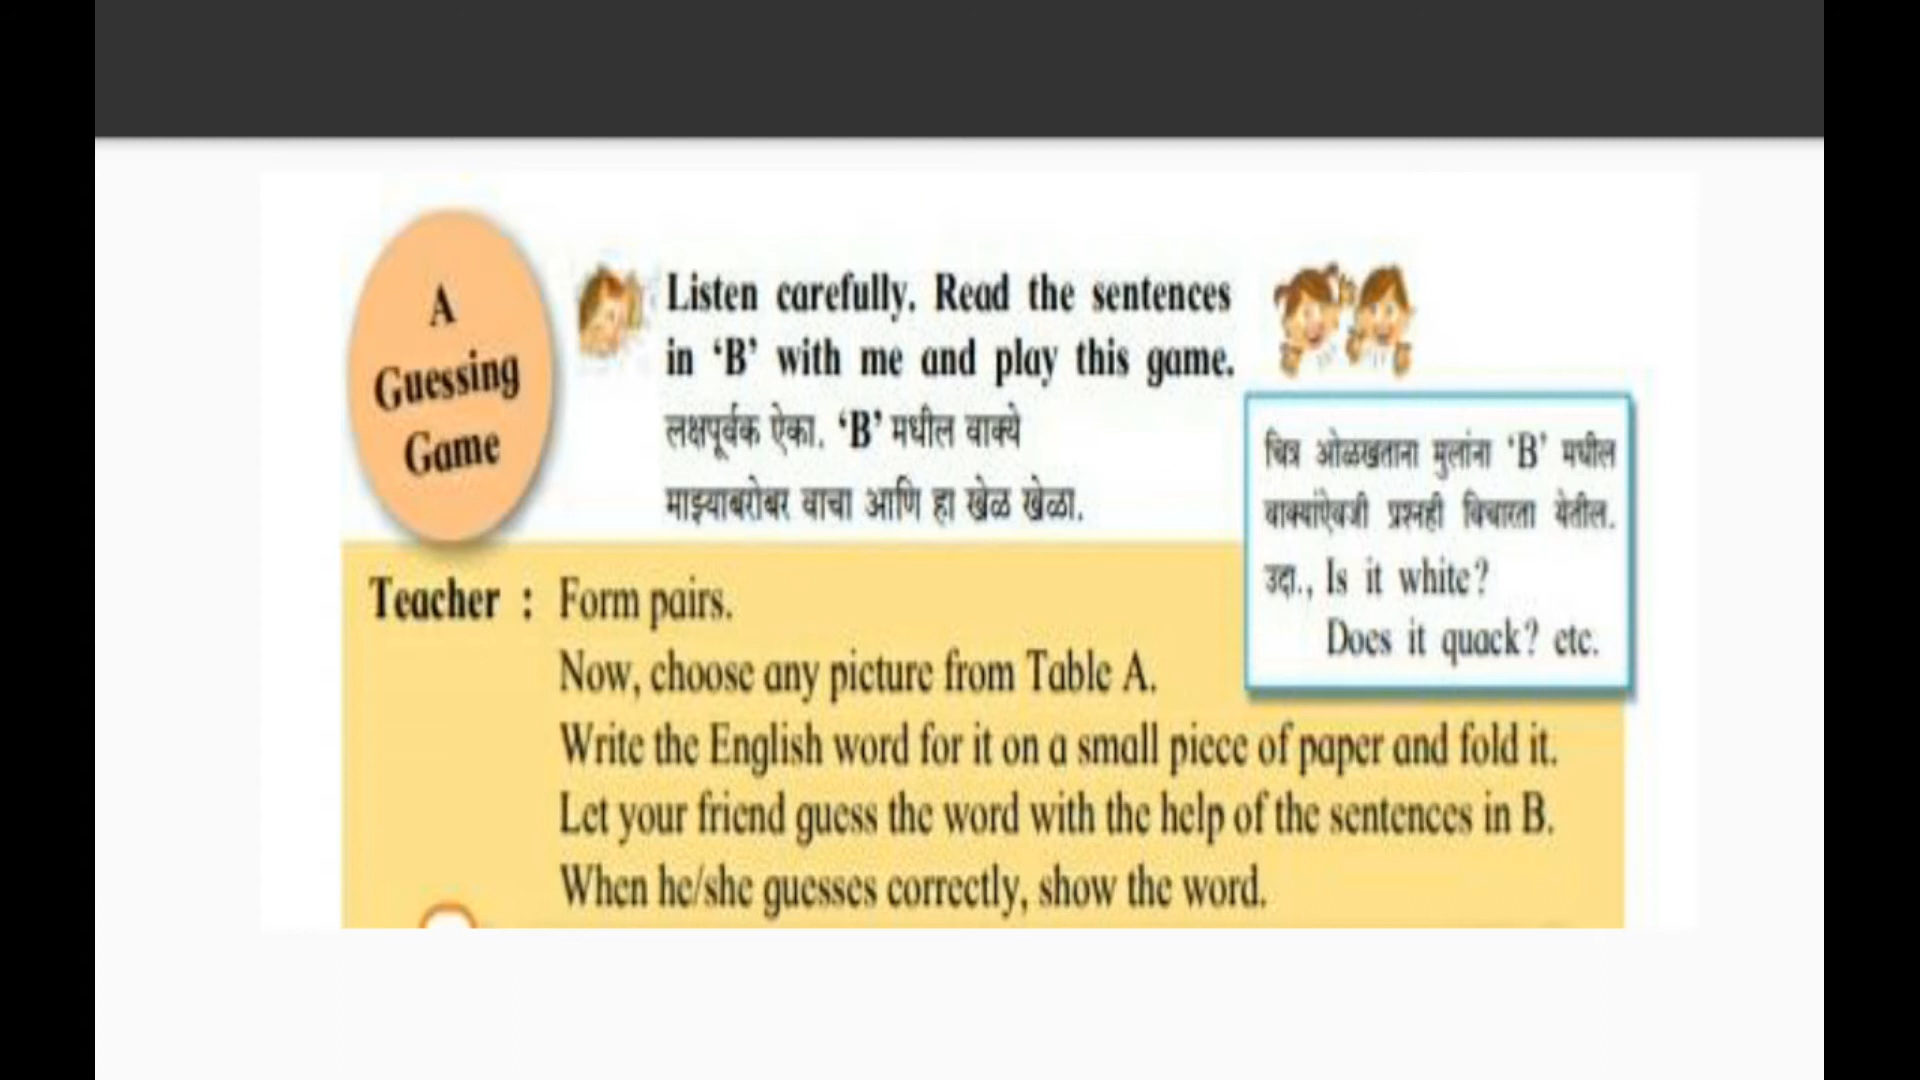 A
Guessing
Game
Listen carefully. Read the sentences
in ‘B’ with me and play this game.
लक्षपूर्वक ऐका. ‘B’ मधील वाक्ये
माझ्याबरोबर वाचा आणि हा खेळ खेळा.
चित्र ओळखताना मुलांना ‘B’ मधील
वाक्यांऐवजी प्रश्नही विचारता येतील.
उदा., Is it white?
Does it quack? etc.
Teacher : Form pairs.
Now, choose any picture from Table A.
Write the English word for it on a small piece of paper and fold it.
Let your friend guess the word with the help of the sentences in B.
When he/she guesses correctly, show the word.